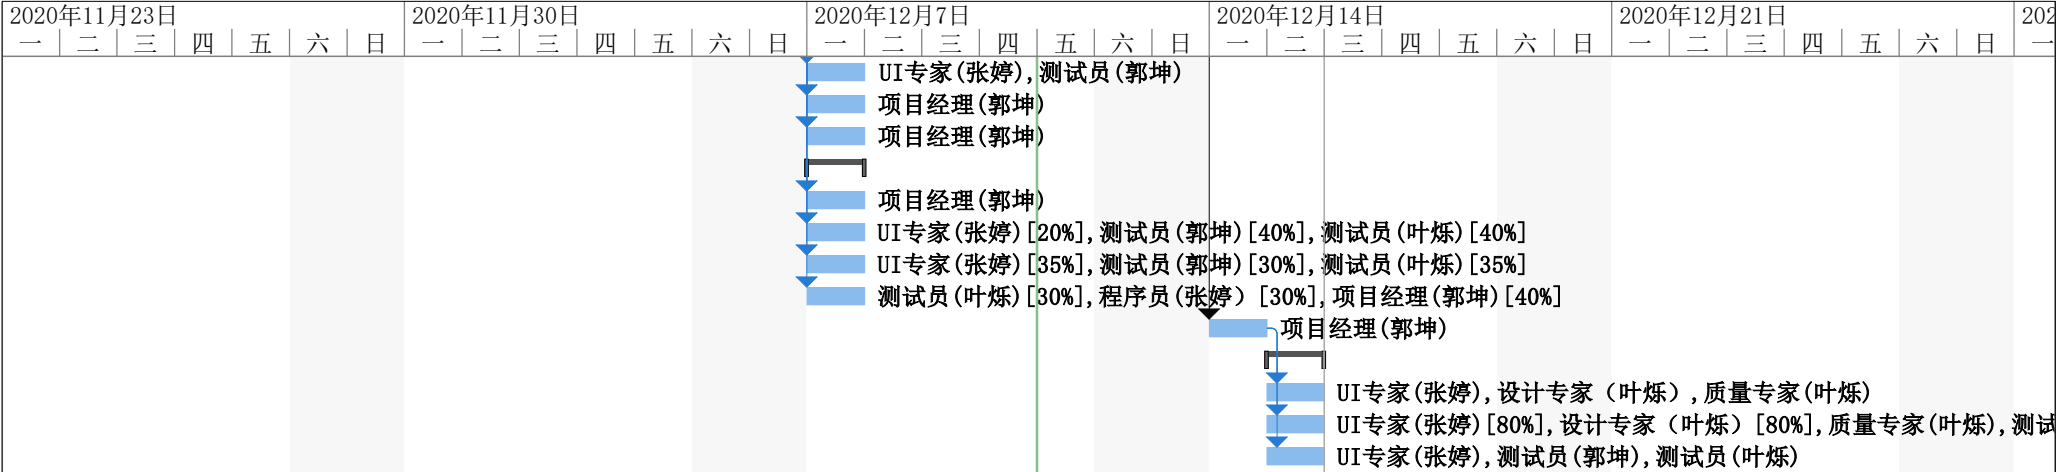 2020年11月23日 2020年11月30日 2020年12月7日 2020年12月14日 2020年12月21日 202
一 二 三 四 五 六 日 一 二 三 四 五 六 日 一 二 三 四 五 六 日 一 二 三 四 五 六 日 一 二 三 四 五 六 日 一
UI专家(张婷),测试员(郭坤)
项目经理(郭坤)
项目经理(郭坤)
项目经理(郭坤)
UI专家(张婷)[20%],测试员(郭坤)[40%],测试员(叶烁)[40%]
UI专家(张婷)[35%],测试员(郭坤)[30%],测试员(叶烁)[35%]
测试员(叶烁)[30%],程序员(张婷）[30%],项目经理(郭坤)[40%]
项目经理(郭坤)
UI专家(张婷),设计专家（叶烁）,质量专家(叶烁)
UI专家(张婷)[80%],设计专家（叶烁）[80%],质量专家(叶烁),测试
UI专家(张婷),测试员(郭坤),测试员(叶烁)